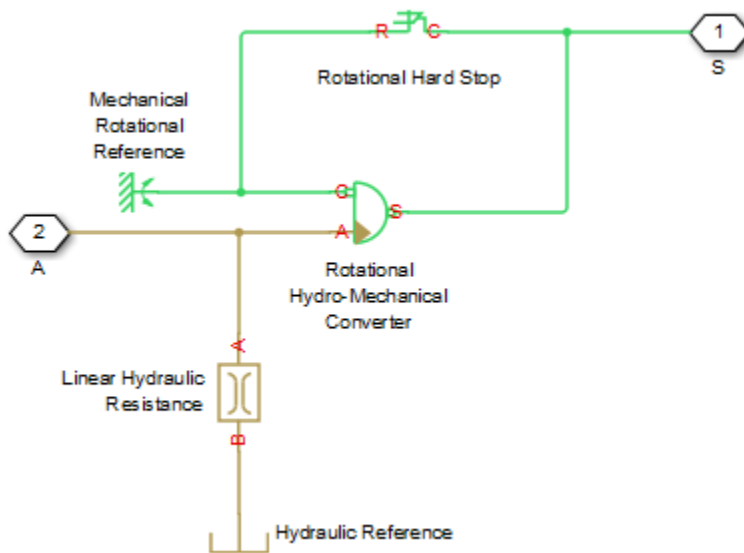 R
C
1
S
Rotational Hard Stop
Mechanical
Rotational
Reference
C
S
2
A
A
Rotational
Hydro-Mechanical
Converter
A
Linear Hydraulic
Resistance
B
Hydraulic Reference